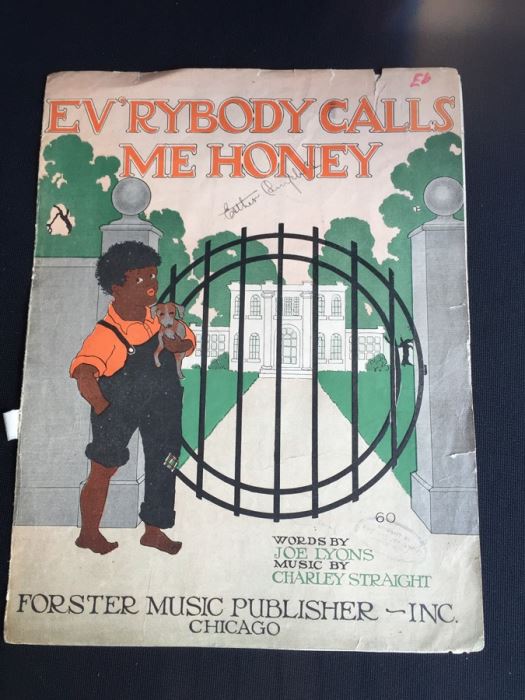 E6
EV'RYBODY CALLS
ME HONEY
60
WORDS BY
JOE LYONS
MUSIC BY
CHARLEY STRAIGHT
FORSTER MUSIC PUBLISHER - INC.
CHICAGO